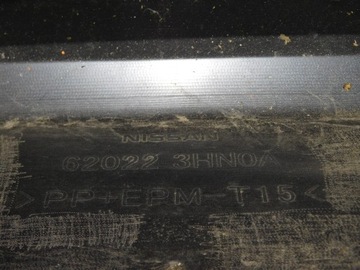 NISSAN
62022 3HN0A
>PP+EPM-T15<